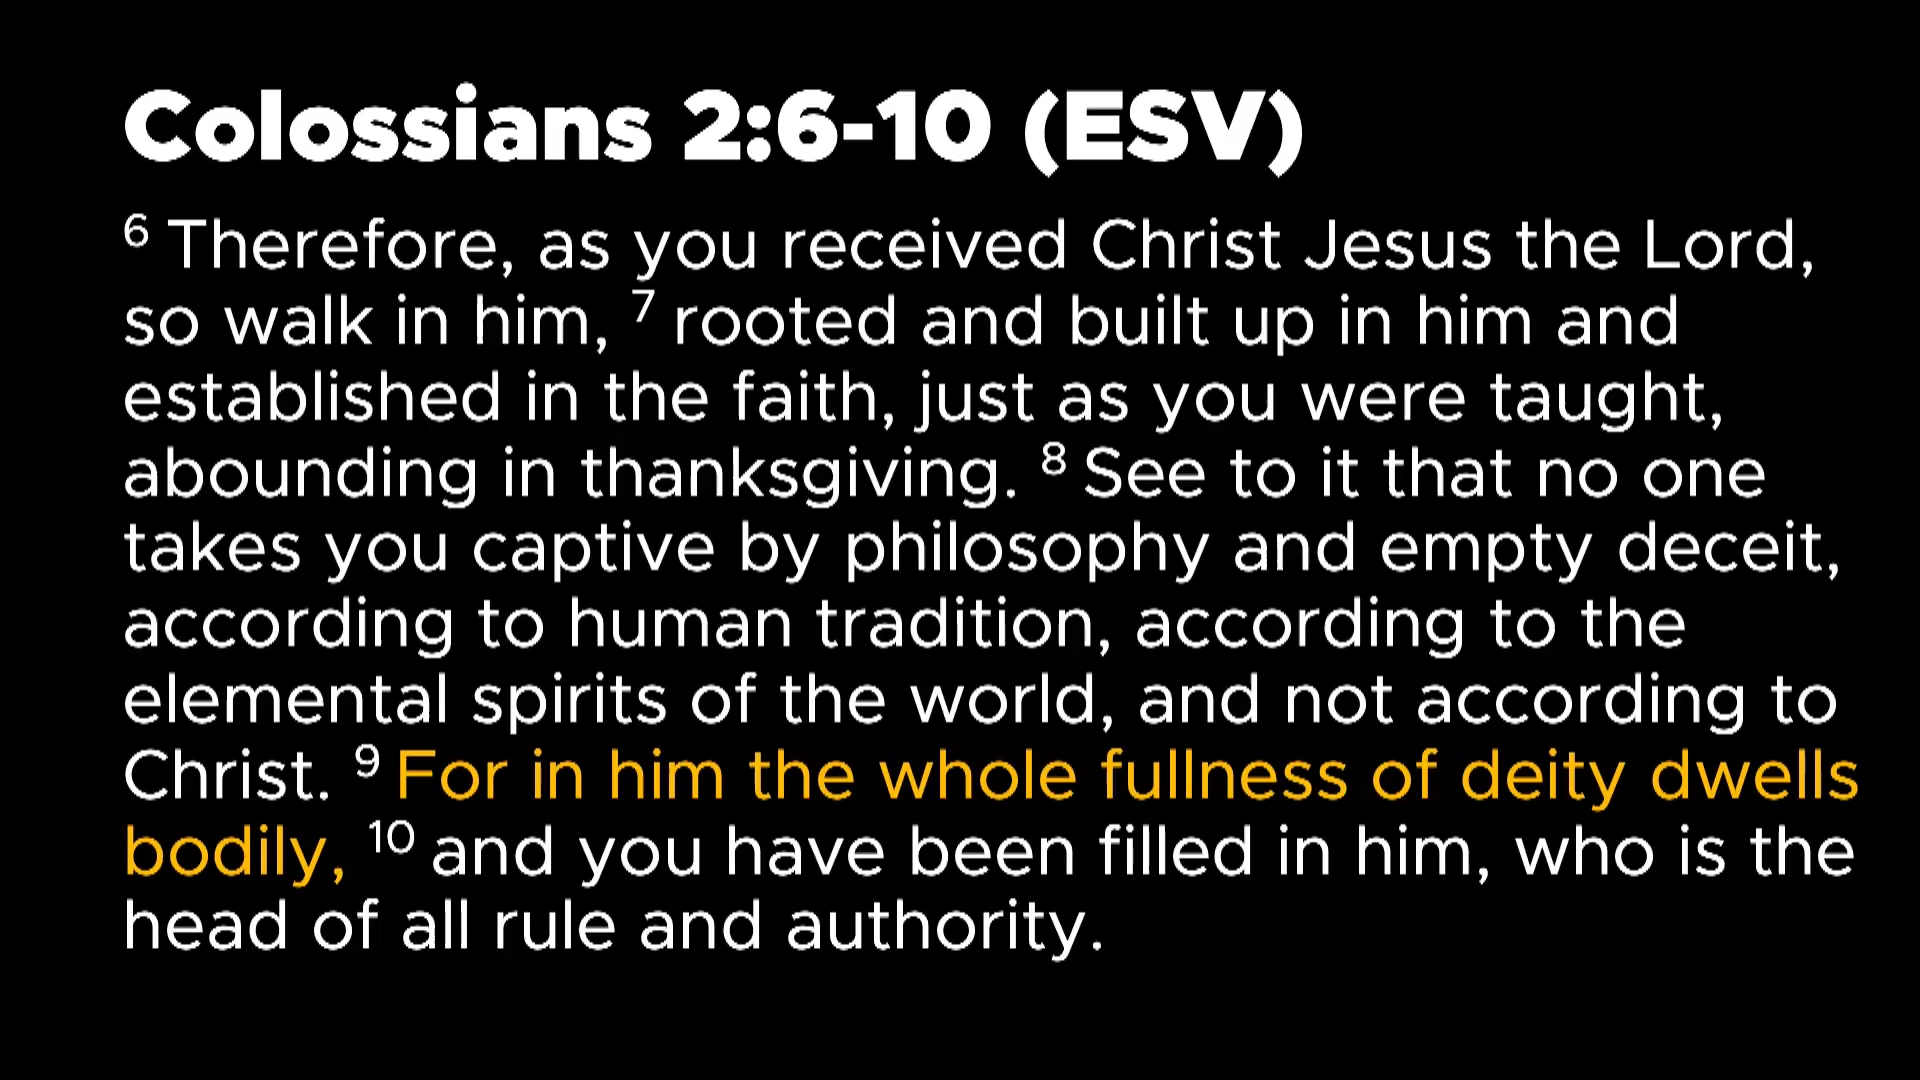 Colossians 2:6-10 (ESV)
6 Therefore, as you received Christ Jesus the Lord,
so walk in him, 7 rooted and built up in him and
established in the faith, just as you were taught,
abounding in thanksgiving. 8 See to it that no one
takes you captive by philosophy and empty deceit,
according to human tradition, according to the
elemental spirits of the world, and not according to
Christ. 9 For in him the whole fullness of deity dwells
bodily, 10 and you have been filled in him, who is the
head of all rule and authority.